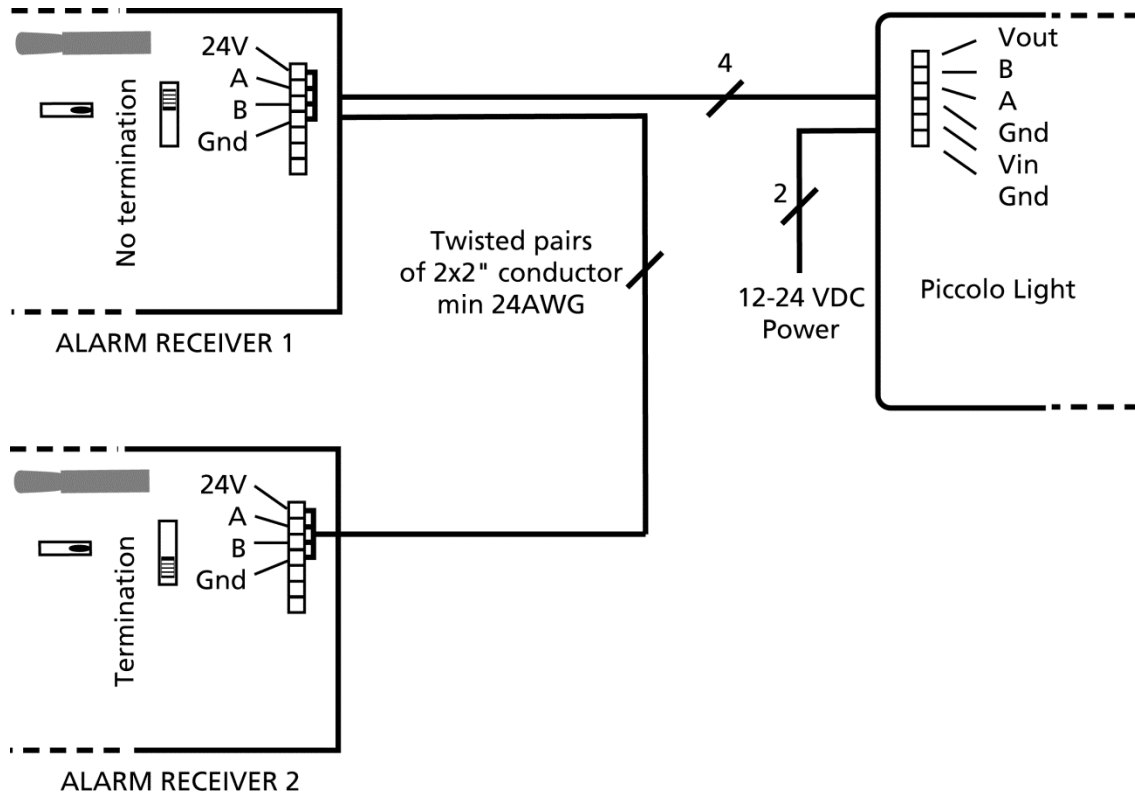 24V
A
B
Gnd
No termination
ALARM RECEIVER 1
4
2
Twisted pairs
of 2x2" conductor
min 24AWG
12-24 VDC
Power
Vout
B
A
Gnd
Vin
Gnd
Piccolo Light
24V
A
B
Gnd
Termination
ALARM RECEIVER 2